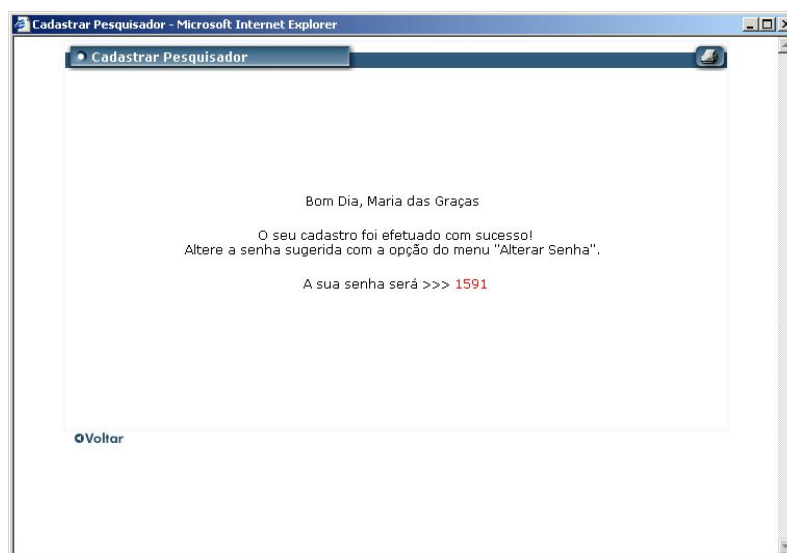 Cadastrar Pesquisador - Microsoft Internet Explorer
Cadastrar Pesquisador
Bom Dia, Maria das Graças
O seu cadastro foi efetuado com sucesso!
Altere a senha sugerida com a opção do menu "Alterar Senha".
A sua senha será >>> 1591
Voltar